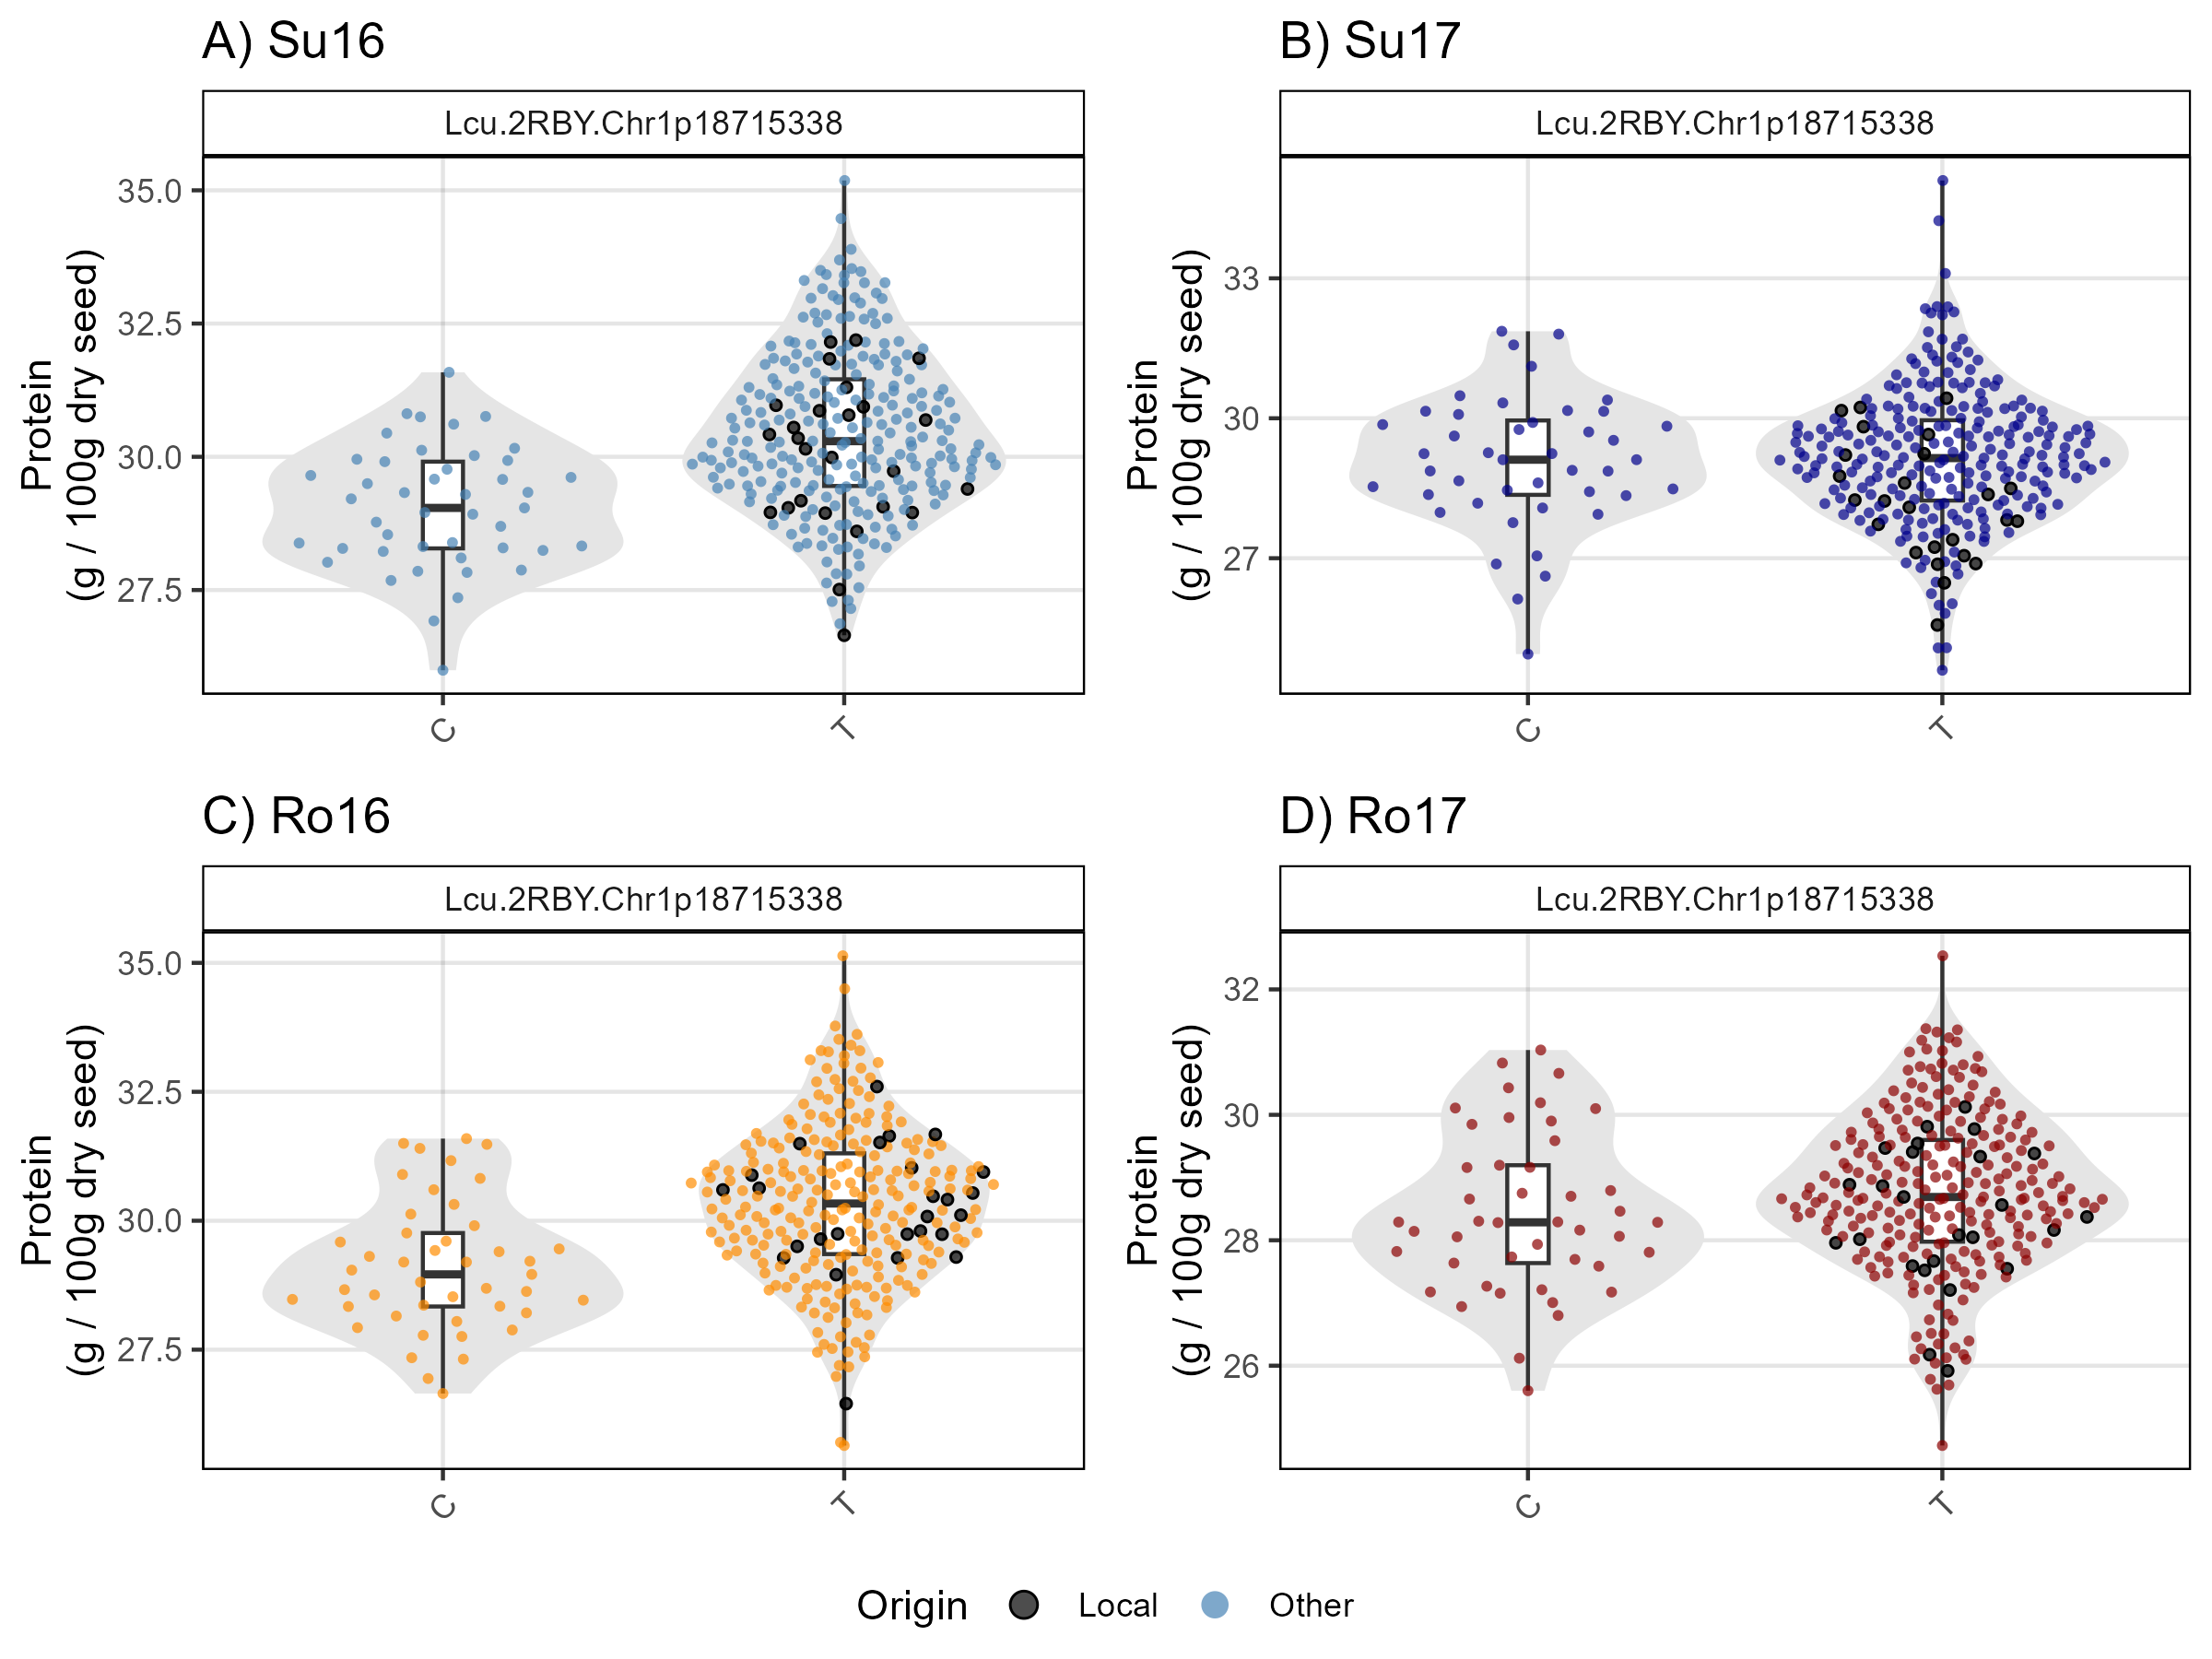 A) Su16
Lcu.2RBY.Chr1p18715338
Protein
(g / 100g dry seed)
35.0
32.5
30.0
27.5
C
T
B) Su17
Lcu.2RBY.Chr1p18715338
Protein
(g / 100g dry seed)
33
30
27
C
T
C) Ro16
Lcu.2RBY.Chr1p18715338
Protein
(g / 100g dry seed)
35.0
32.5
30.0
27.5
C
T
D) Ro17
Lcu.2RBY.Chr1p18715338
Protein
(g / 100g dry seed)
32
30
28
26
C
T
Origin Local Other